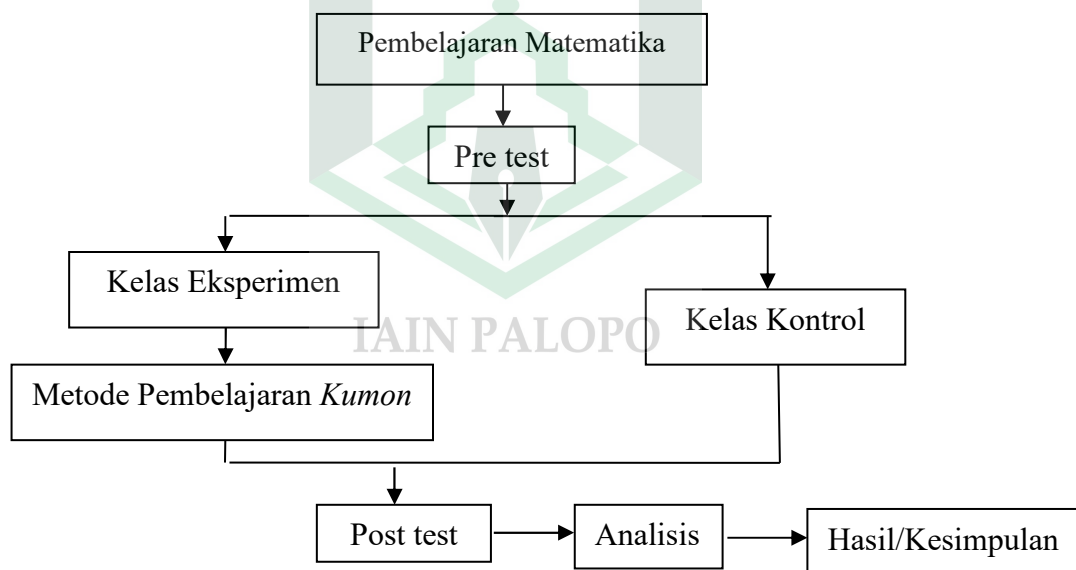 Pembelajaran Matematika
Pre test
Kelas Eksperimen
Kelas Kontrol
IAIN PALOPO
Metode Pembelajaran Kumon
Post test
Analisis
Hasil/Kesimpulan